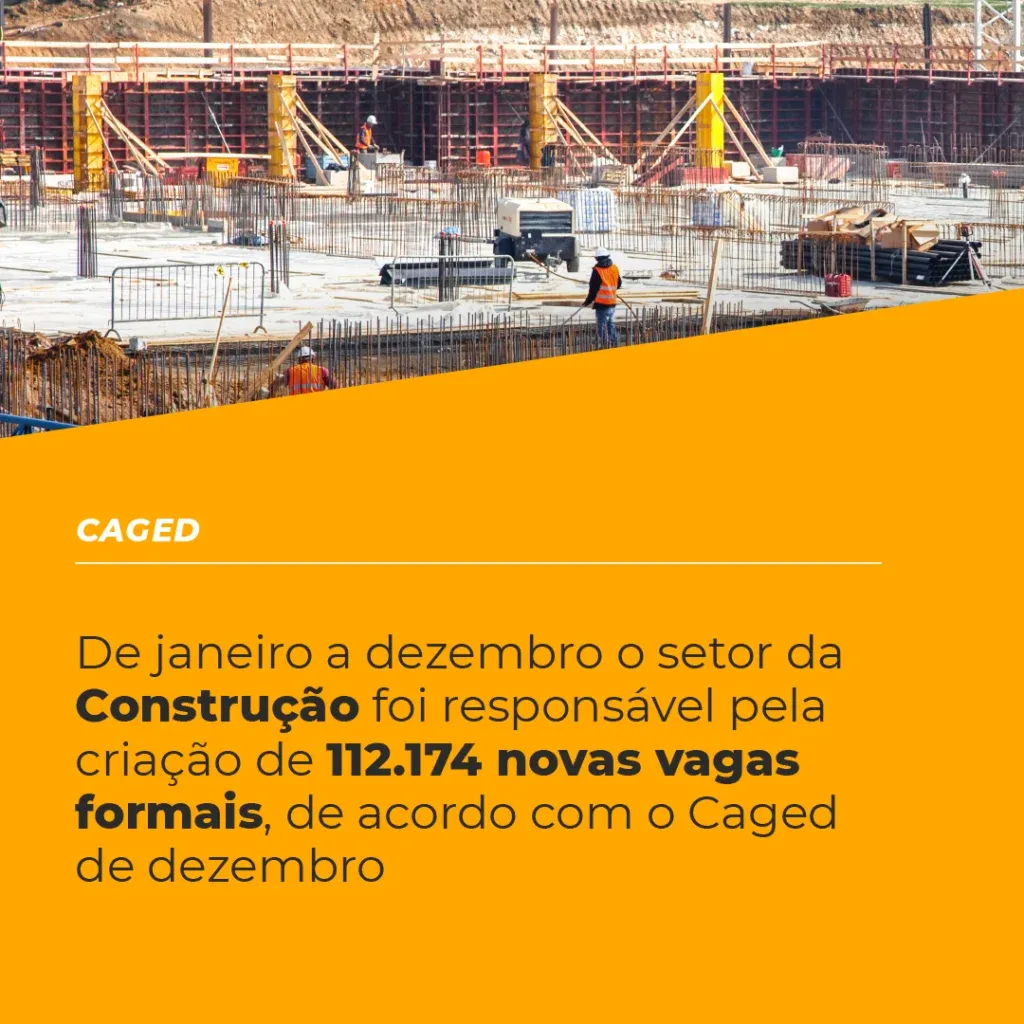 CAGED
De janeiro a dezembro o setor da
Construção foi responsável pela
criação de 112.174 novas vagas
formais, de acordo com o Caged
de dezembro